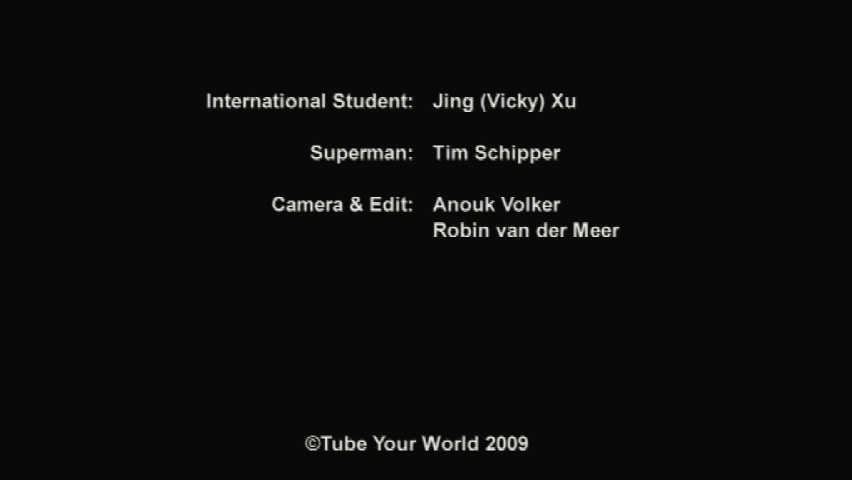 International Student: Jing (Vicky) Xu
Superman: Tim Schipper
Camera & Edit: Anouk Volker
Robin van der Meer
©Tube Your World 2009